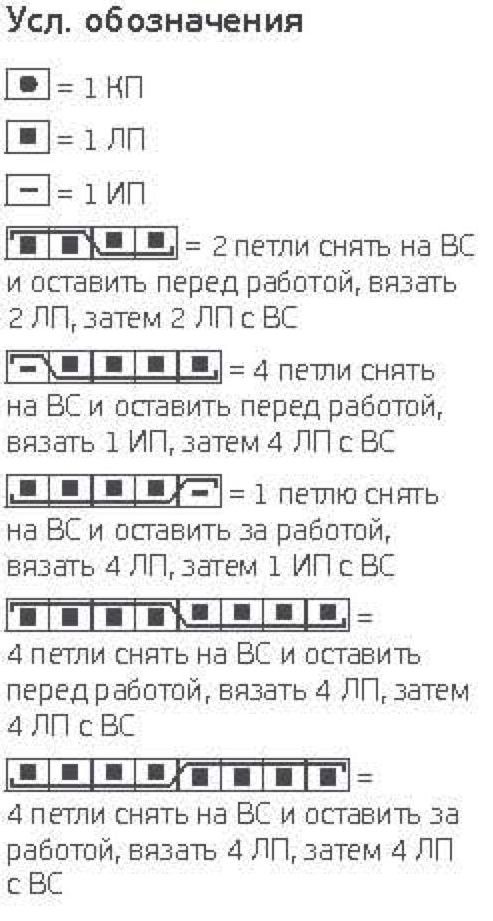 Усл. обозначения
= 1 КП
= 1 ЛП
= 1 ИП
= 2 петли снять на ВС
и оставить перед работой, вязать
2 ЛП, затем 2 ЛП с ВС
= 4 петли снять
на ВС и оставить перед работой,
вязать 1 ИП, затем 4 ЛП с ВС
= 1 петлю снять
на ВС и оставить за работой,
вязать 4 ЛП, затем 1 ИП с ВС
=
4 петли снять на ВС и оставить
перед работой, вязать 4 ЛП, затем
4 ЛП с ВС
=
4 петли снять на ВС и оставить за
работой, вязать 4 ЛП, затем 4 ЛП
с ВС